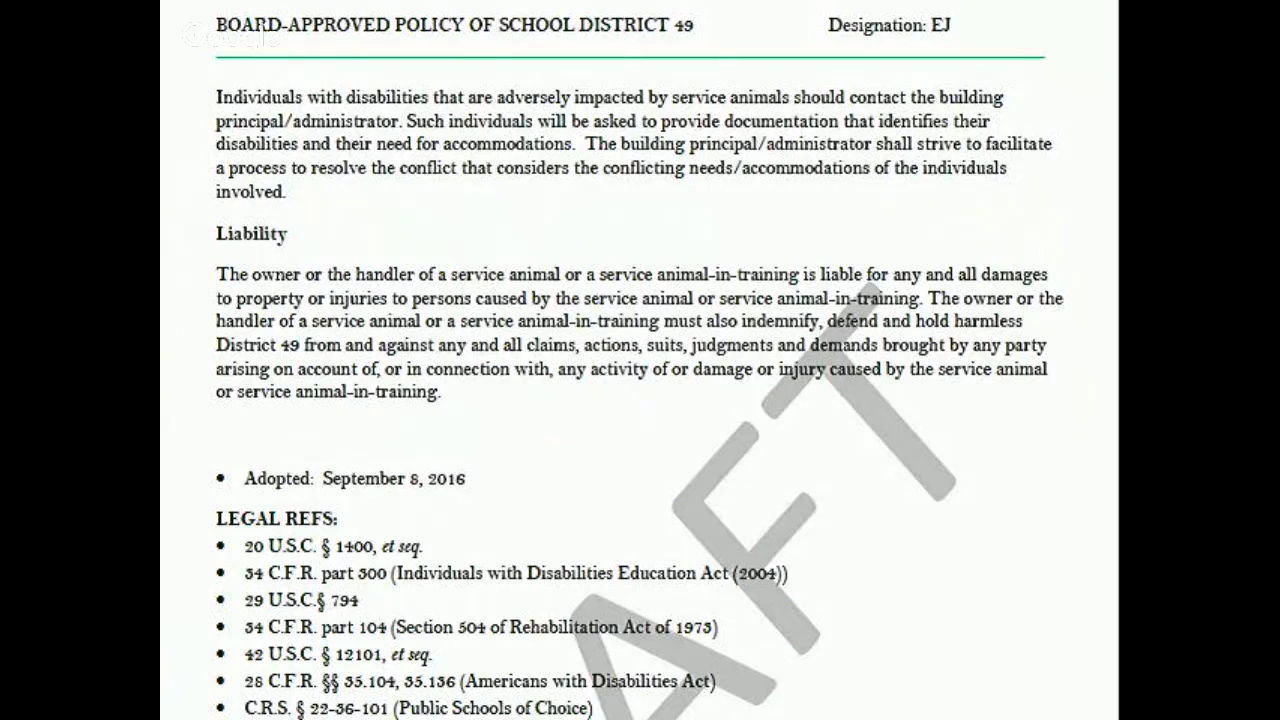 BOARD-APPROVED POLICY OF SCHOOL DISTRICT 49 Designation: EJ
Individuals with disabilities that are adversely impacted by service animals should contact the building
principal/administrator. Such individuals will be asked to provide documentation that identifies their
disabilities and their need for accommodations. The building principal/administrator shall strive to facilitate
a process to resolve the conflict that considers the conflicting needs/accommodations of the individuals
involved.
Liability
The owner or the handler of a service animal or a service animal-in-training is liable for any and all damages
to property or injuries to persons caused by the service animal or service animal-in-training. The owner or the
handler of a service animal or a service animal-in-training must also indemnify, defend and hold harmless
District 49 from and against any and all claims, actions, suits, judgments and demands brought by any party
arising on account of, or in connection with, any activity of or damage or injury caused by the service animal
or service animal-in-training.
• Adopted: September 8, 2016
LEGAL REFS:
• 20 U.S.C. § 1400, et seq.
• 34 C.F.R. part 300 (Individuals with Disabilities Education Act (2004))
• 29 U.S.C.§ 794
• 34 C.F.R. part 104 (Section 504 of Rehabilitation Act of 1973)
• 42 U.S.C. § 12101, et seq.
• 28 C.F.R. §§ 35.104, 35.136 (Americans with Disabilities Act)
• C.R.S. § 22-36-101 (Public Schools of Choice)
AFT